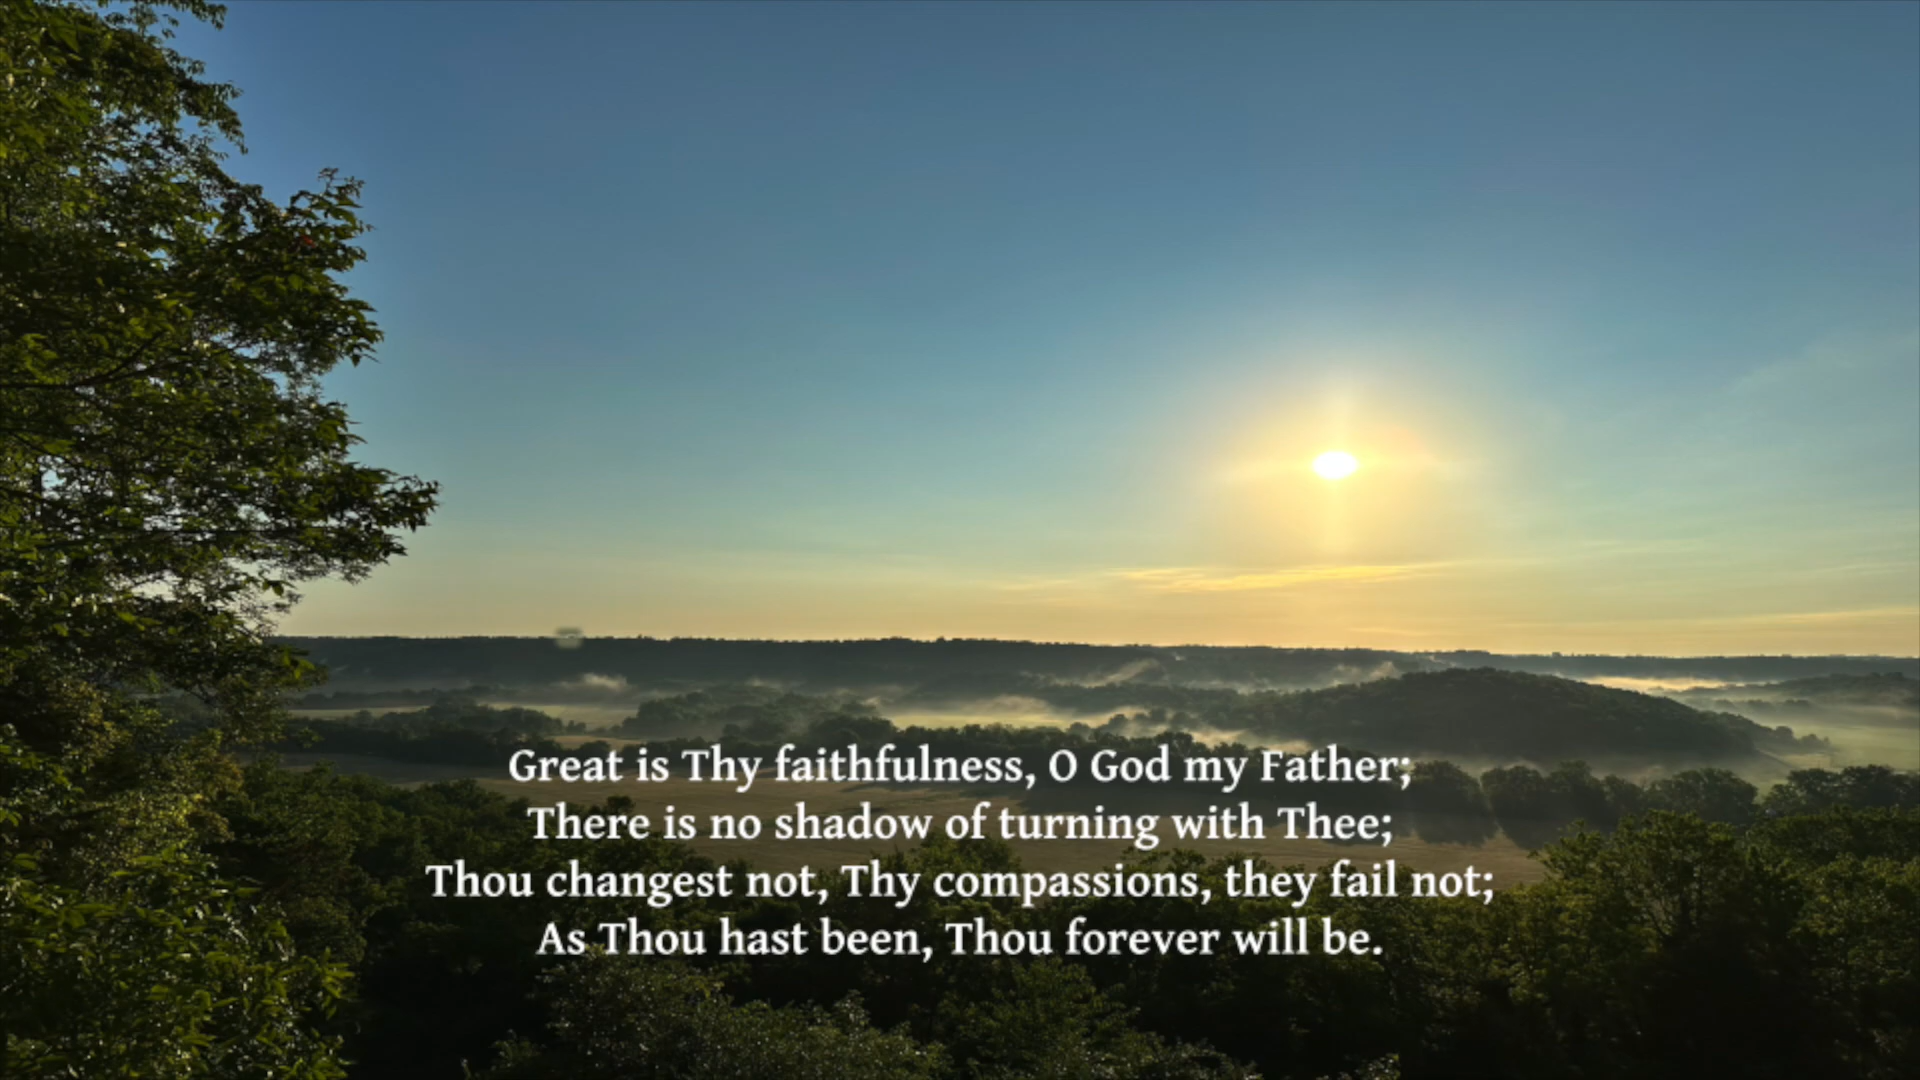 Great is Thy faithfulness, O God my Father;
There is no shadow of turning with Thee;
Thou changest not, Thy compassions, they fail not;
As Thou hast been, Thou forever will be.